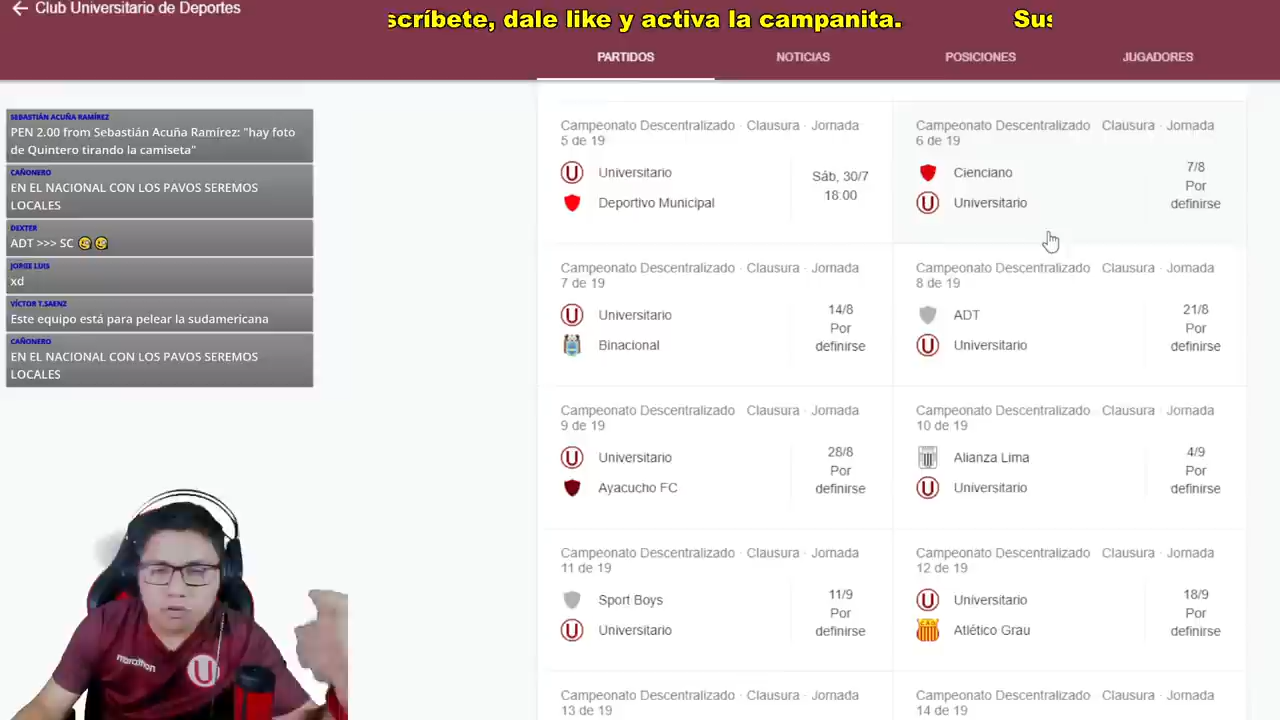 Club Universitario de Deportes
scríbete, dale like y activa la campanita.
Sus
PARTIDOS
NOTICIAS
POSICIONES
JUGADORES
SEBASTIÁN ACUÑA RAMÍREZ
PEN 2.00 from Sebastián Acuña Ramírez: "hay foto
de Quintero tirando la camiseta"
CAÑONERO
EN EL NACIONAL CON LOS PAVOS SEREMOS
LOCALES
DEXTER
ADT >>> SC
JORGE LUIS
xd
VÍCTOR T.SAENZ
Este equipo está para pelear la sudamericana
CAÑONERO
EN EL NACIONAL CON LOS PAVOS SEREMOS
LOCALES
Campeonato Descentralizado · Clausura · Jornada
5 de 19
Universitario
Deportivo Municipal
Sáb, 30/7
18:00
Campeonato Descentralizado · Clausura · Jornada
6 de 19
Cienciano
Universitario
7/8
Por
definirse
Campeonato Descentralizado · Clausura · Jornada
7 de 19
Universitario
Binacional
14/8
Por
definirse
Campeonato Descentralizado · Clausura · Jornada
8 de 19
ADT
Universitario
21/8
Por
definirse
Campeonato Descentralizado · Clausura · Jornada
9 de 19
Universitario
Ayacucho FC
28/8
Por
definirse
Campeonato Descentralizado · Clausura · Jornada
10 de 19
Alianza Lima
Universitario
4/9
Por
definirse
Campeonato Descentralizado · Clausura · Jornada
11 de 19
Sport Boys
Universitario
11/9
Por
definirse
Campeonato Descentralizado · Clausura · Jornada
12 de 19
Universitario
Atlético Grau
18/9
Por
definirse
Campeonato Descentralizado · Clausura · Jornada
13 de 19
Campeonato Descentralizado · Clausura · Jornada
14 de 19
marathon
U